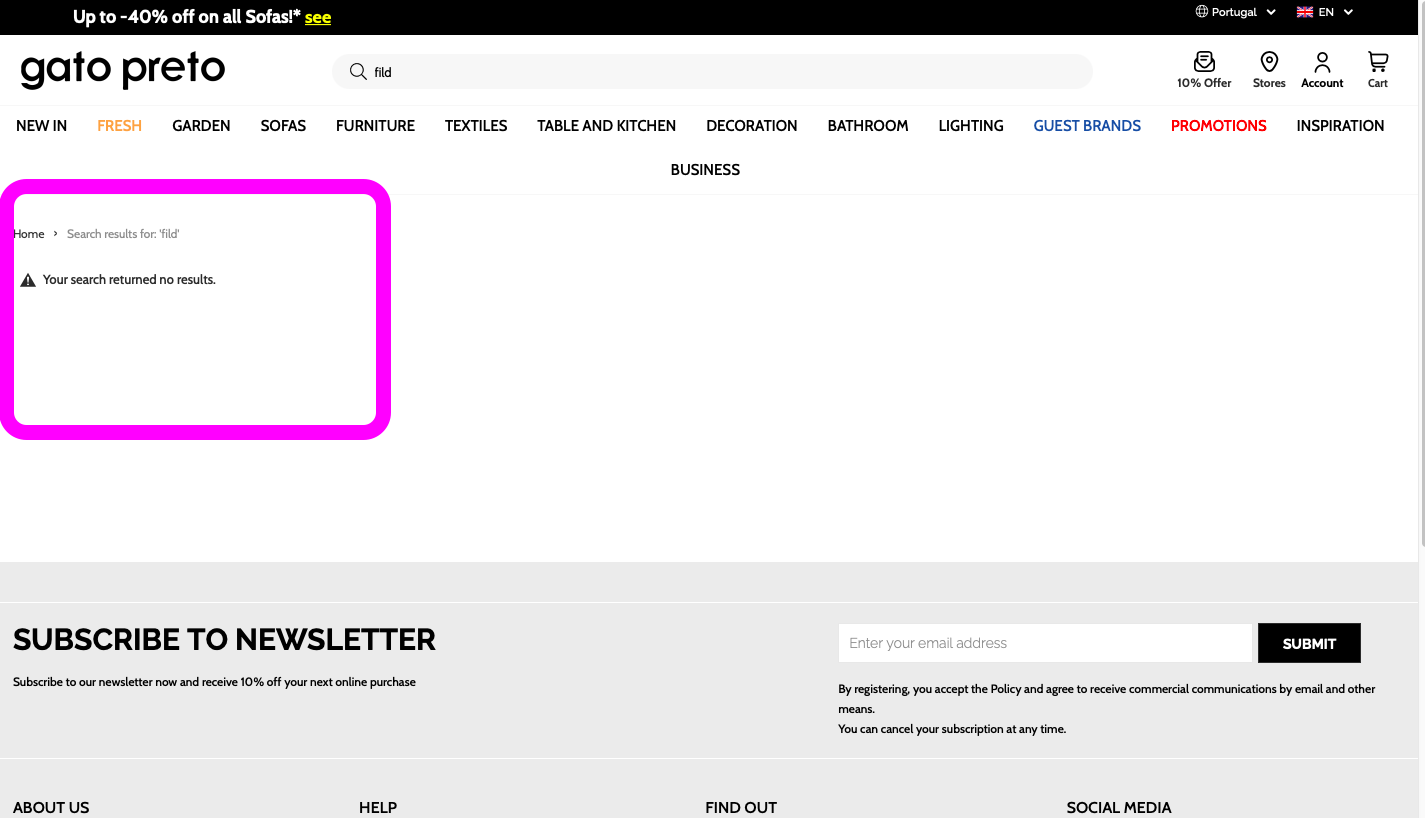 Up to -40% off on all Sofas!* see
Portugal EN
gato preto
fild
10% Offer Stores Account Cart
NEW IN FRESH GARDEN SOFAS FURNITURE TEXTILES TABLE AND KITCHEN DECORATION BATHROOM LIGHTING GUEST BRANDS PROMOTIONS INSPIRATION
BUSINESS
Home › Search results for: 'fild'
Your search returned no results.
SUBSCRIBE TO NEWSLETTER
Subscribe to our newsletter now and receive 10% off your next online purchase
Enter your email address
SUBMIT
By registering, you accept the Policy and agree to receive commercial communications by email and other
means.
You can cancel your subscription at any time.
ABOUT US HELP FIND OUT SOCIAL MEDIA